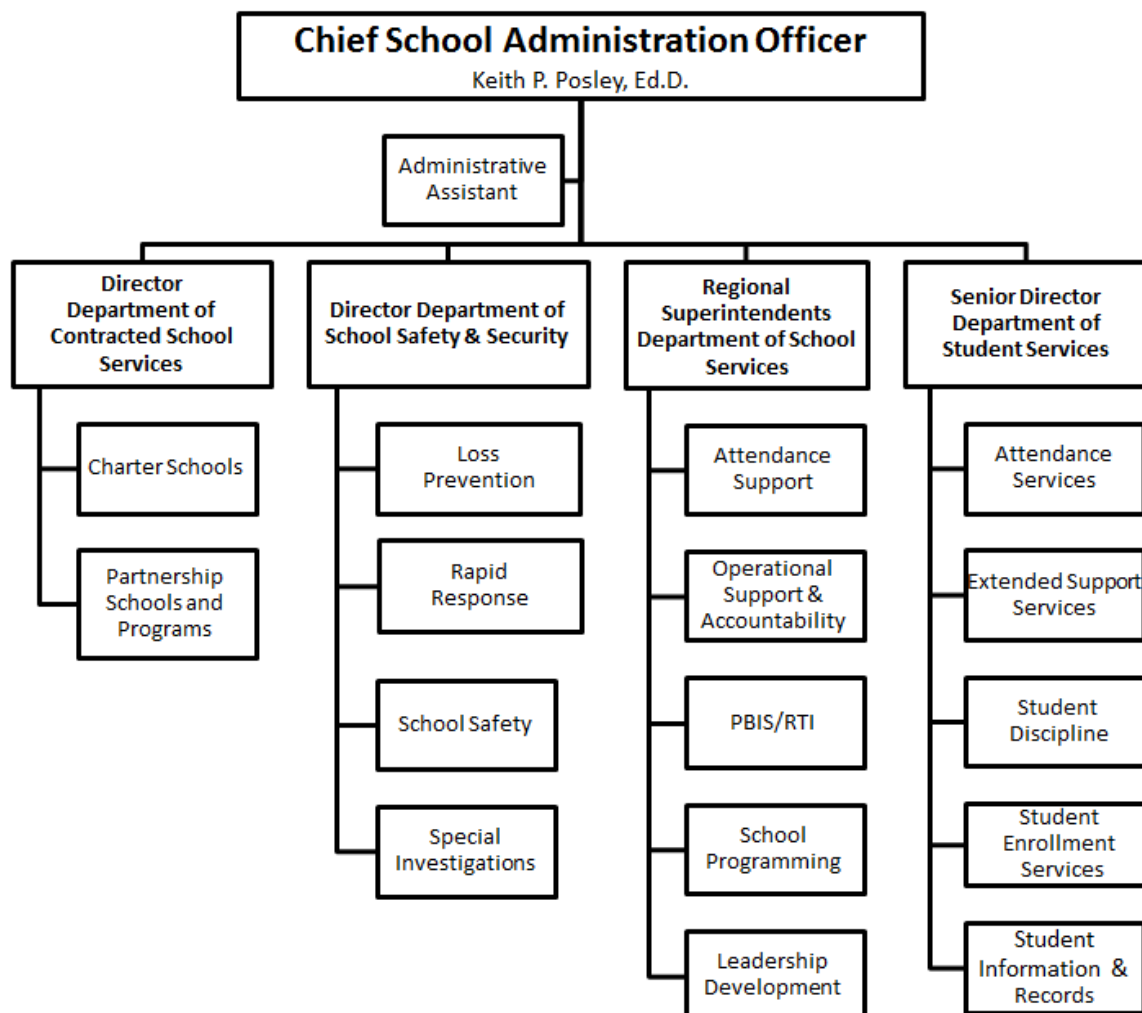 Chief School Administration Officer
Keith P. Posley, Ed.D.
Administrative
Assistant
Director
Department of
Contracted School
Services
Charter Schools
Partnership
Schools and
Programs
Director Department of
School Safety & Security
Loss
Prevention
Rapid
Response
School Safety
Special
Investigations
Regional
Superintendents
Department of School
Services
Attendance
Support
Operational
Support &
Accountability
PBIS/RTI
School
Programming
Leadership
Development
Senior Director
Department of
Student Services
Attendance
Services
Extended Support
Services
Student
Discipline
Student
Enrollment
Services
Student
Information &
Records